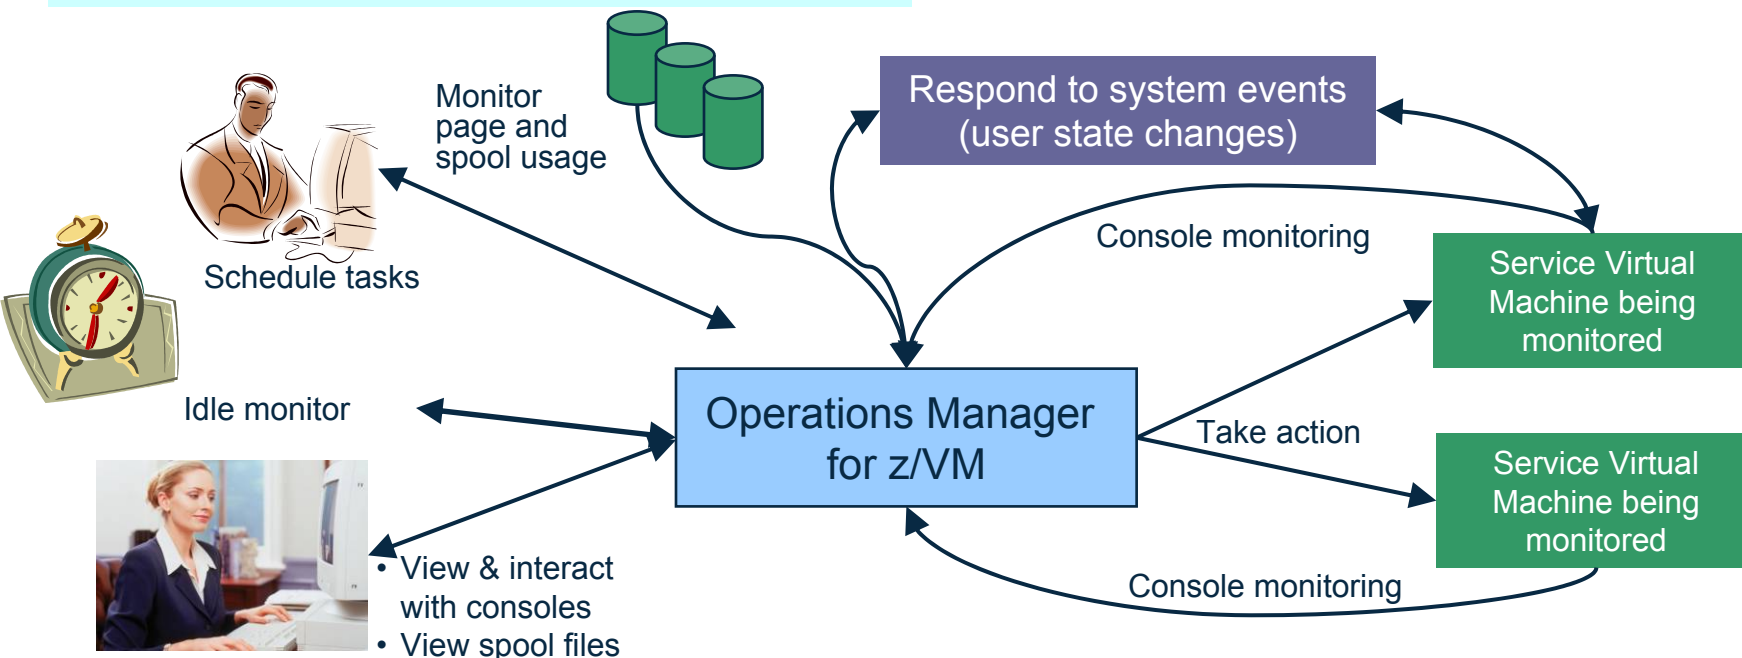 Monitor
page and
spool usage
Respond to system events
(user state changes)
Schedule tasks
Console monitoring
Service Virtual
Machine being
monitored
Idle monitor
Operations Manager
for z/VM
Take action
Service Virtual
Machine being
monitored
• View & interact
with consoles
• View spool files
Console monitoring